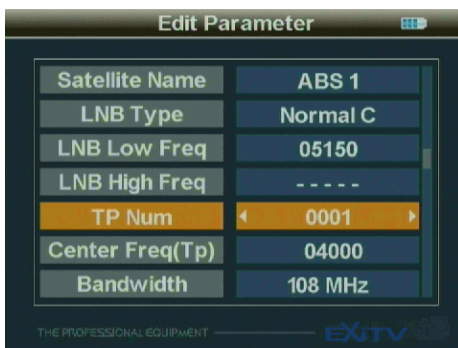 Edit Parameter
Satellite Name ABS 1
LNB Type Normal C
LNB Low Freq 05150
LNB High Freq - - - - -
TP Num 0001
Center Freq(Tp) 04000
Bandwidth 108 MHz
THE PROFESSIONAL EQUIPMENT EXiTV